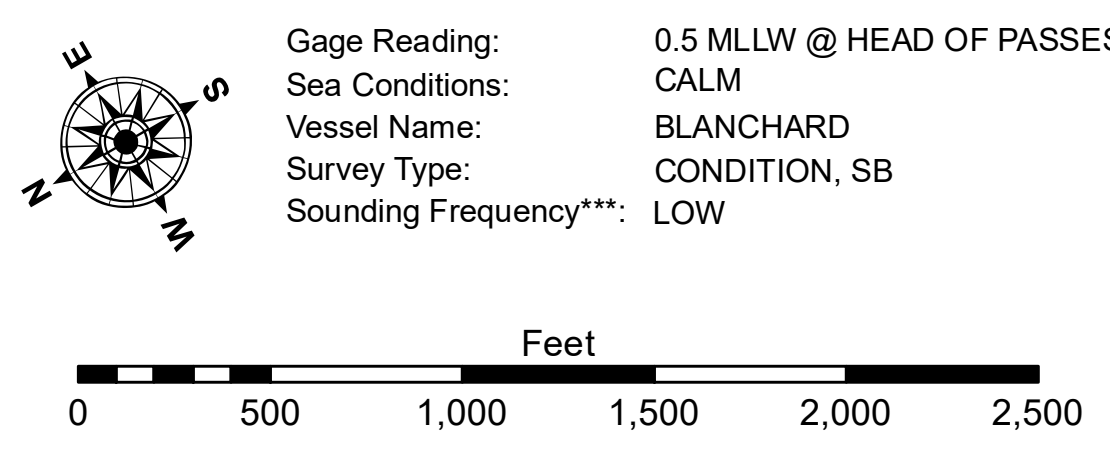 E
S
N
W
Gage Reading: 0.5 MLLW @ HEAD OF PASSES
Sea Conditions: CALM
Vessel Name: BLANCHARD
Survey Type: CONDITION, SB
Sounding Frequency***: LOW
Feet
0 500 1,000 1,500 2,000 2,500